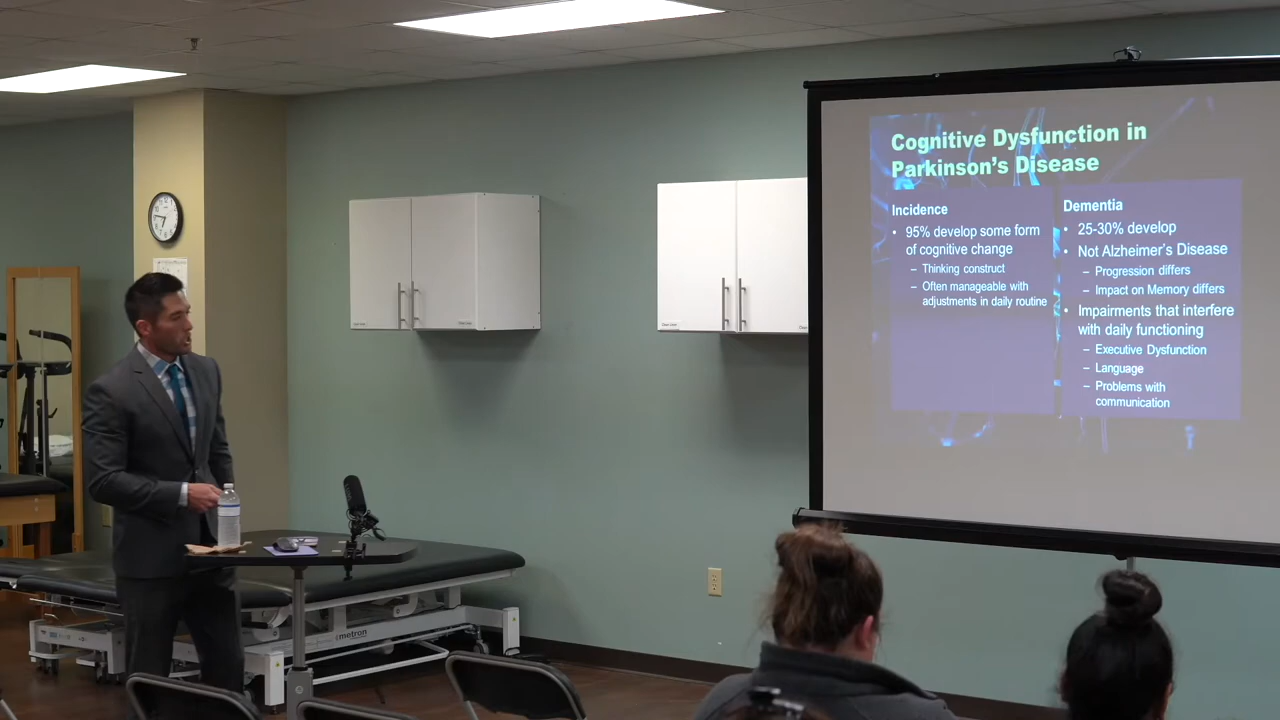 Cognitive Dysfunction in
Parkinson's Disease
Incidence
• 95% develop some form
of cognitive change
– Thinking construct
– Often manageable with
adjustments in daily routine
Dementia
• 25-30% develop
• Not Alzheimer's Disease
– Progression differs
– Impact on Memory differs
• Impairments that interfere
with daily functioning
– Executive Dysfunction
– Language
– Problems with
communication
metron